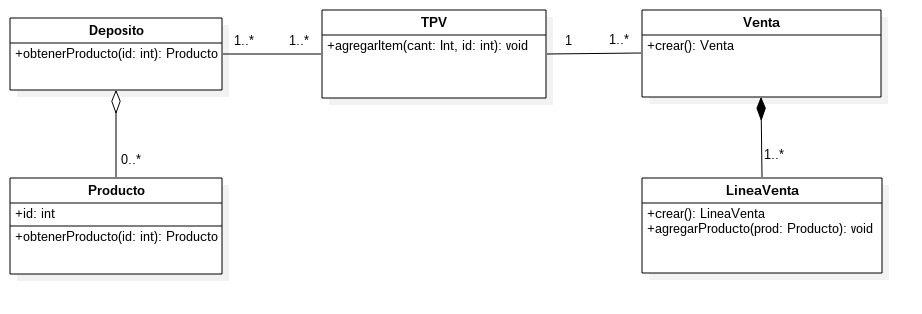 Deposito
+obtenerProducto(id: int): Producto
1..*
1..*
TPV
+agregarItem(cant: Int, id: int): void
1
1..*
Venta
+crear(): Venta
0..*
1..*
Producto
+id: int
+obtenerProducto(id: int): Producto
LineaVenta
+crear(): LineaVenta
+agregarProducto(prod: Producto): void